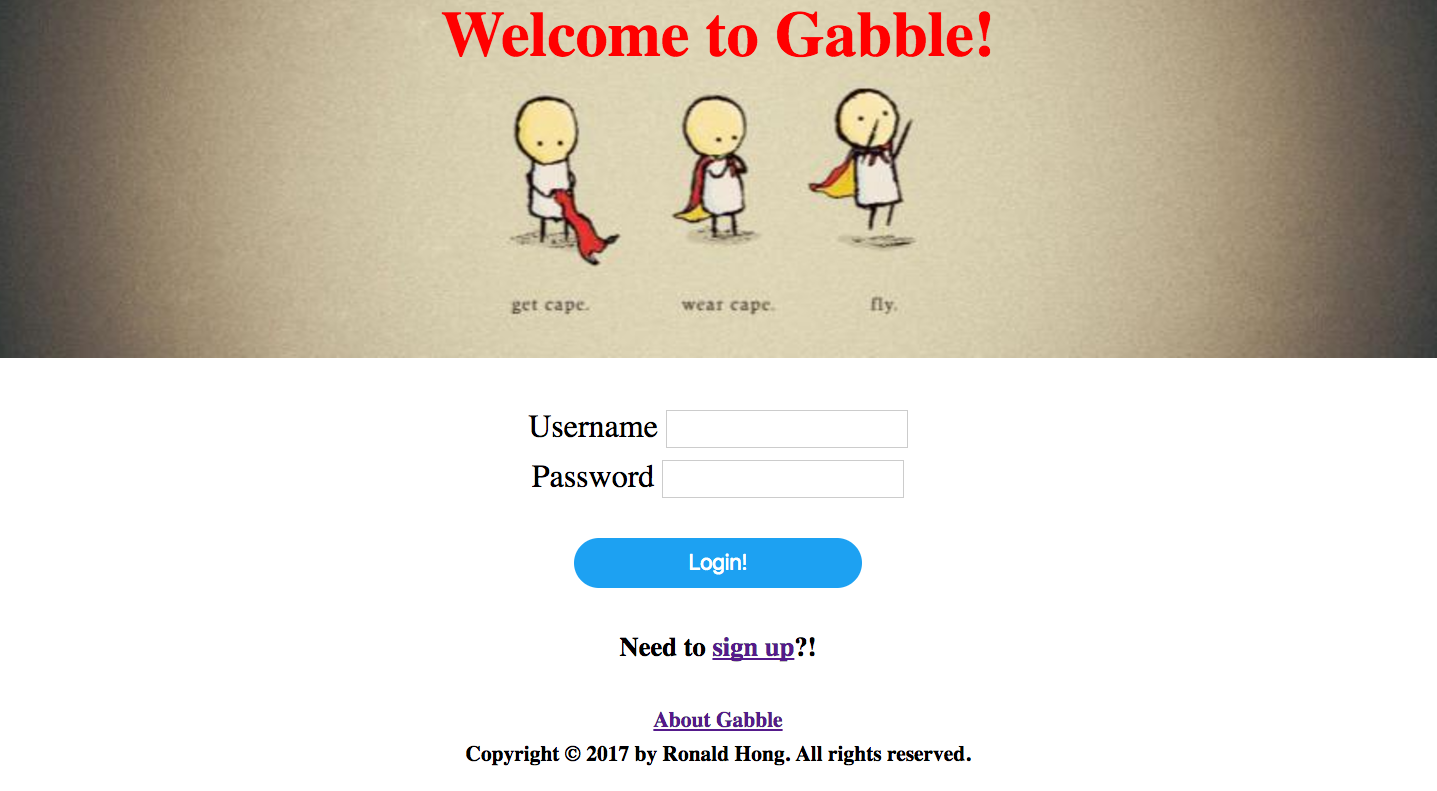 Welcome to Gabble!
get cape. wear cape. fly.
Username
Password
Login!
Need to sign up?!
About Gabble
Copyright © 2017 by Ronald Hong. All rights reserved.